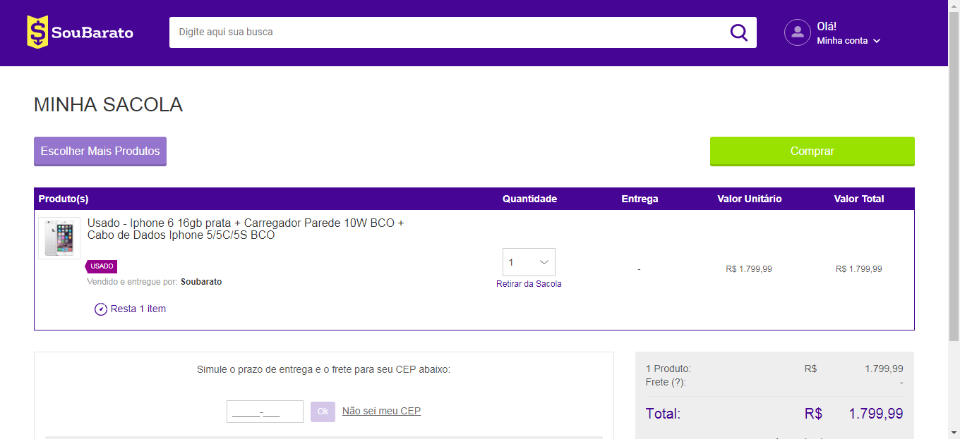 SouBarato
Digite aqui sua busca
Olá!
Minha conta
MINHA SACOLA
Escolher Mais Produtos
Comprar
Produto(s) Quantidade Entrega Valor Unitário Valor Total
Usado - Iphone 6 16gb prata + Carregador Parede 10W BCO +
Cabo de Dados Iphone 5/5C/5S BCO
USADO
Vendido e entregue por: Soubarato
1
Retirar da Sacola
-
R$ 1.799,99
R$ 1.799,99
Resta 1 item
Simule o prazo de entrega e o frete para seu CEP abaixo:
_____-___ Ok Não sei meu CEP
1 Produto: R$ 1.799,99
Frete (?): -
Total: R$ 1.799,99